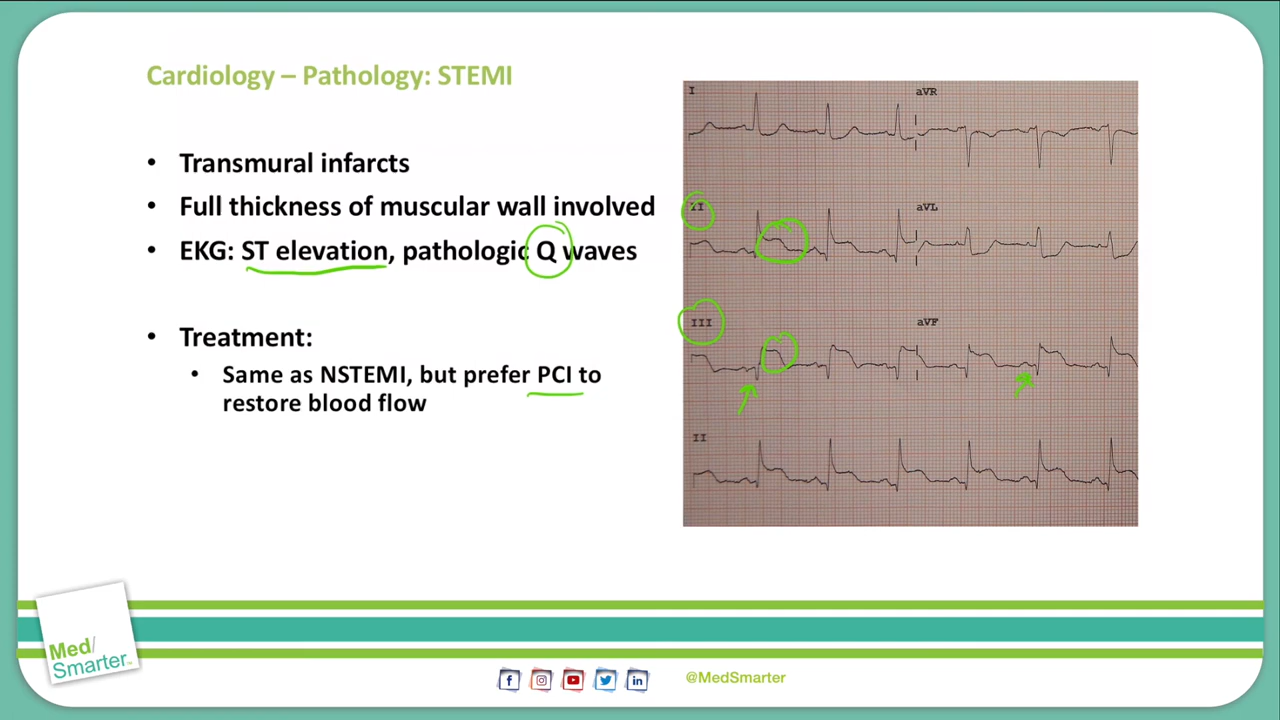 Cardiology – Pathology: STEMI
• Transmural infarcts
• Full thickness of muscular wall involved
• EKG: ST elevation, pathologic Q waves
• Treatment:
• Same as NSTEMI, but prefer PCI to
restore blood flow
I aVR
II aVL
III aVF
II
Med/
Smarter™
@MedSmarter